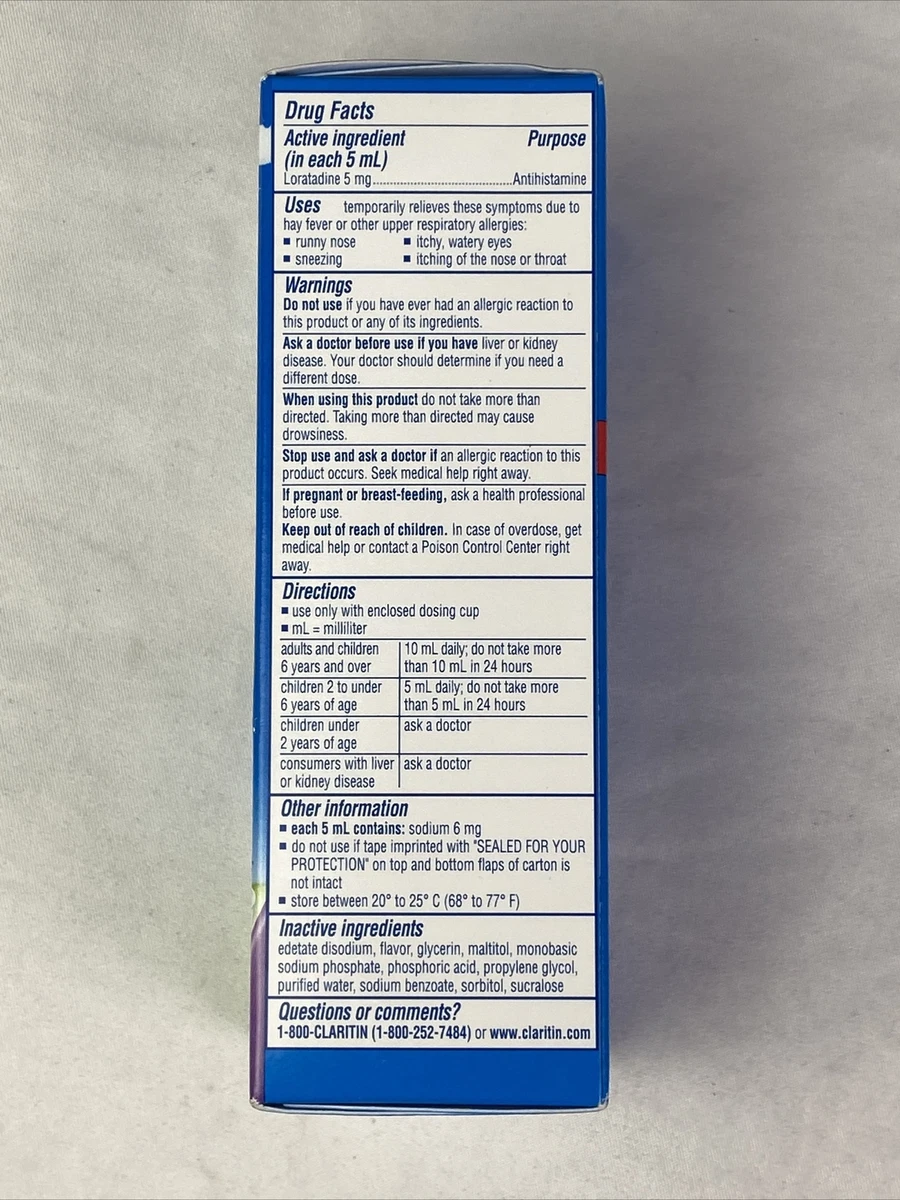 Drug Facts
Active ingredient Purpose
(in each 5 mL)
Loratadine 5 mg........................................Antihistamine
Uses temporarily relieves these symptoms due to
hay fever or other upper respiratory allergies:
■ runny nose ■ itchy, watery eyes
■ sneezing ■ itching of the nose or throat
Warnings
Do not use if you have ever had an allergic reaction to
this product or any of its ingredients.
Ask a doctor before use if you have liver or kidney
disease. Your doctor should determine if you need a
different dose.
When using this product do not take more than
directed. Taking more than directed may cause
drowsiness.
Stop use and ask a doctor if an allergic reaction to this
product occurs. Seek medical help right away.
If pregnant or breast-feeding, ask a health professional
before use.
Keep out of reach of children. In case of overdose, get
medical help or contact a Poison Control Center right
away.
Directions
■ use only with enclosed dosing cup
■ mL = milliliter
adults and children 10 mL daily; do not take more
6 years and over than 10 mL in 24 hours
children 2 to under 5 mL daily; do not take more
6 years of age than 5 mL in 24 hours
children under ask a doctor
2 years of age
consumers with liver ask a doctor
or kidney disease
Other information
■ each 5 mL contains: sodium 6 mg
■ do not use if tape imprinted with "SEALED FOR YOUR
PROTECTION" on top and bottom flaps of carton is
not intact
■ store between 20° to 25° C (68° to 77° F)
Inactive ingredients
edetate disodium, flavor, glycerin, maltitol, monobasic
sodium phosphate, phosphoric acid, propylene glycol,
purified water, sodium benzoate, sorbitol, sucralose
Questions or comments?
1-800-CLARITIN (1-800-252-7484) or www.claritin.com